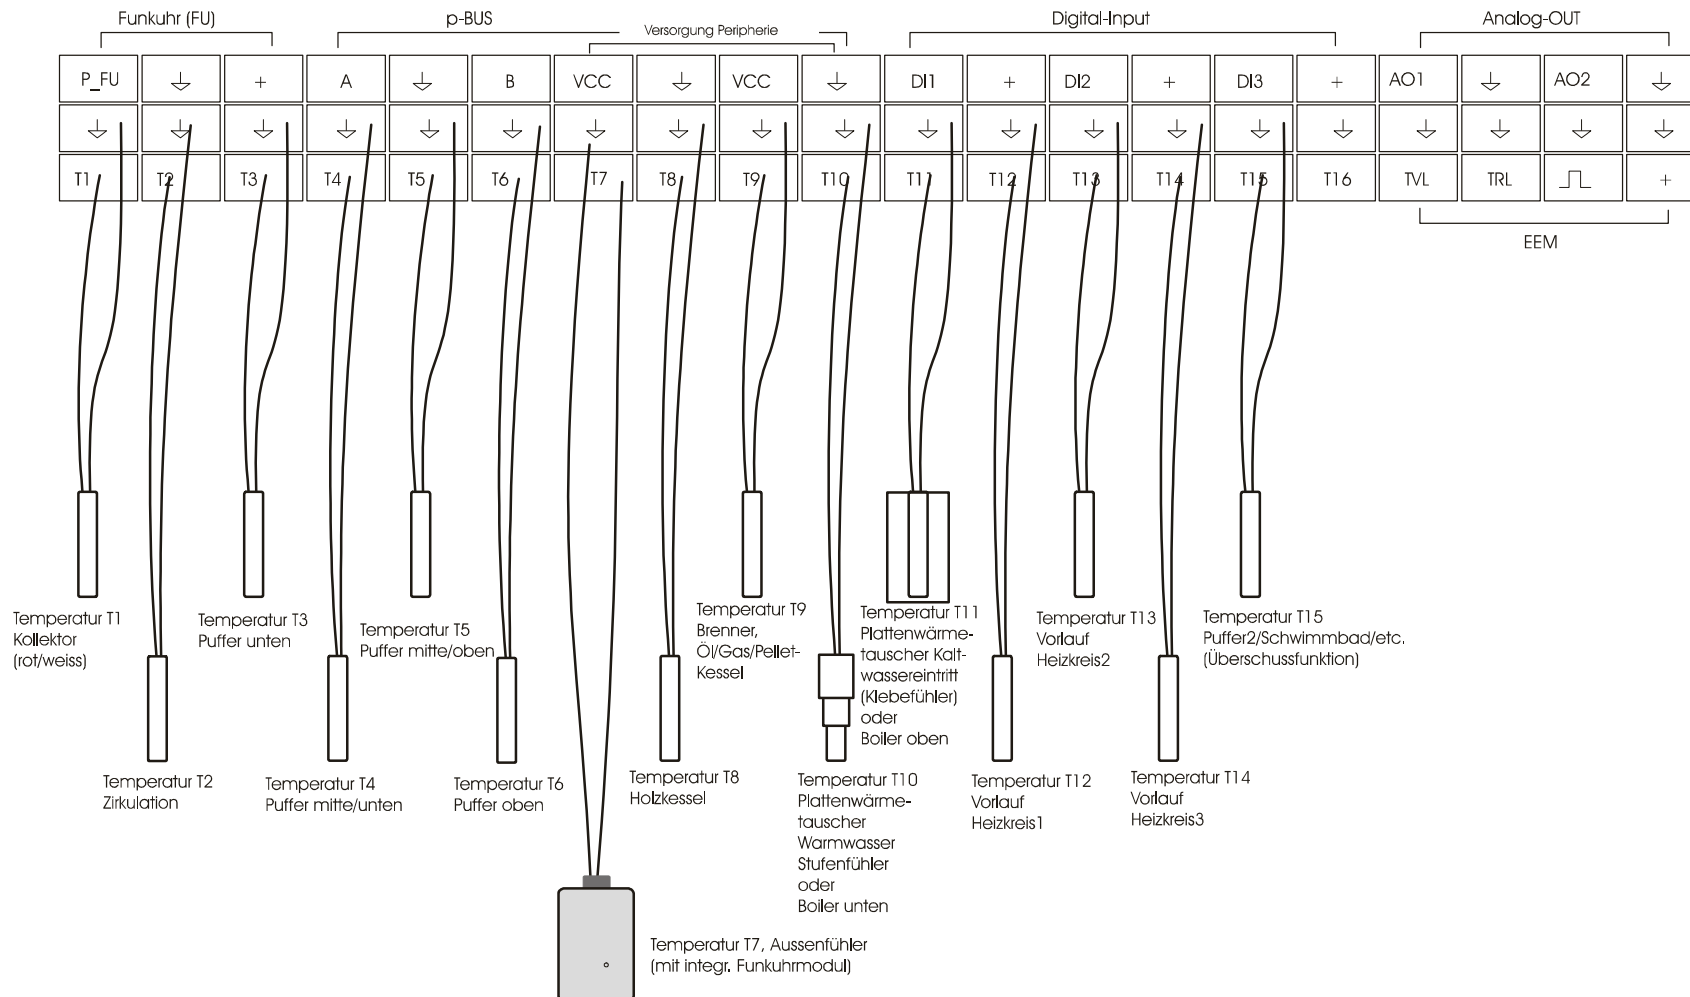 Funkuhr (FU)
p-BUS
Versorgung Peripherie
Digital-Input
Analog-OUT
P_FU + A B VCC VCC DI1 + DI2 + DI3 + AO1 AO2
T1 T2 T3 T4 T5 T6 T7 T8 T9 T10 T11 T12 T13 T14 T15 T16 TVL TRL +
EEM
Temperatur T1
Kollektor
(rot/weiss)
Temperatur T2
Zirkulation
Temperatur T3
Puffer unten
Temperatur T4
Puffer mitte/unten
Temperatur T5
Puffer mitte/oben
Temperatur T6
Puffer oben
Temperatur T7, Aussenfühler
(mit integr. Funkuhrmodul)
Temperatur T8
Holzkessel
Temperatur T9
Brenner,
Öl/Gas/Pellet-
Kessel
Temperatur T10
Plattenwärme-
tauscher
Warmwasser
Stufenfühler
oder
Boiler unten
Temperatur T11
Plattenwärme-
tauscher Kalt-
wassereintritt
(Klebefühler)
oder
Boiler oben
Temperatur T12
Vorlauf
Heizkreis1
Temperatur T13
Vorlauf
Heizkreis2
Temperatur T14
Vorlauf
Heizkreis3
Temperatur T15
Puffer2/Schwimmbad/etc.
(Überschussfunktion)